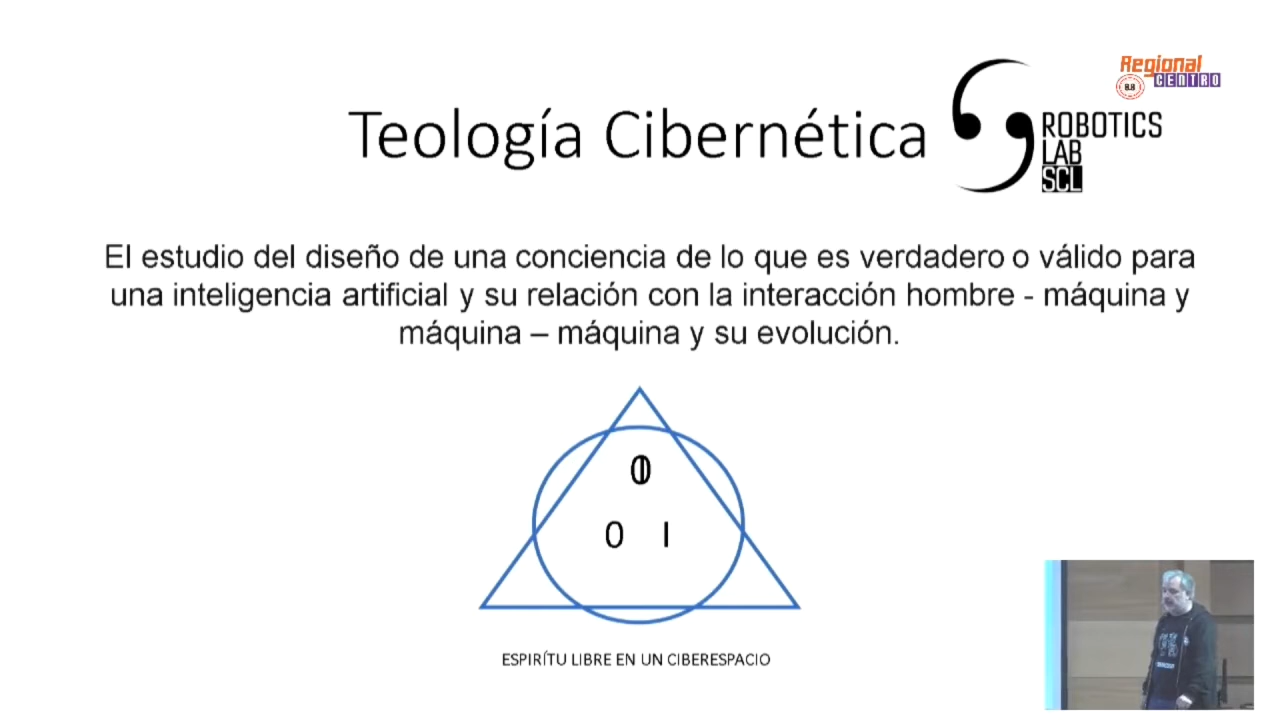 Regional
8.8 CENTRO
Teología Cibernética
ROBOTICS
LAB
SCL
El estudio del diseño de una conciencia de lo que es verdadero o válido para
una inteligencia artificial y su relación con la interacción hombre - máquina y
máquina – máquina y su evolución.
0 I
ESPIRÍTU LIBRE EN UN CIBERESPACIO